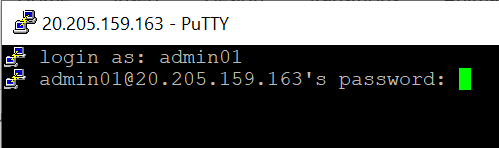 20.205.159.163 - PuTTY
login as: admin01
admin01@20.205.159.163's password: